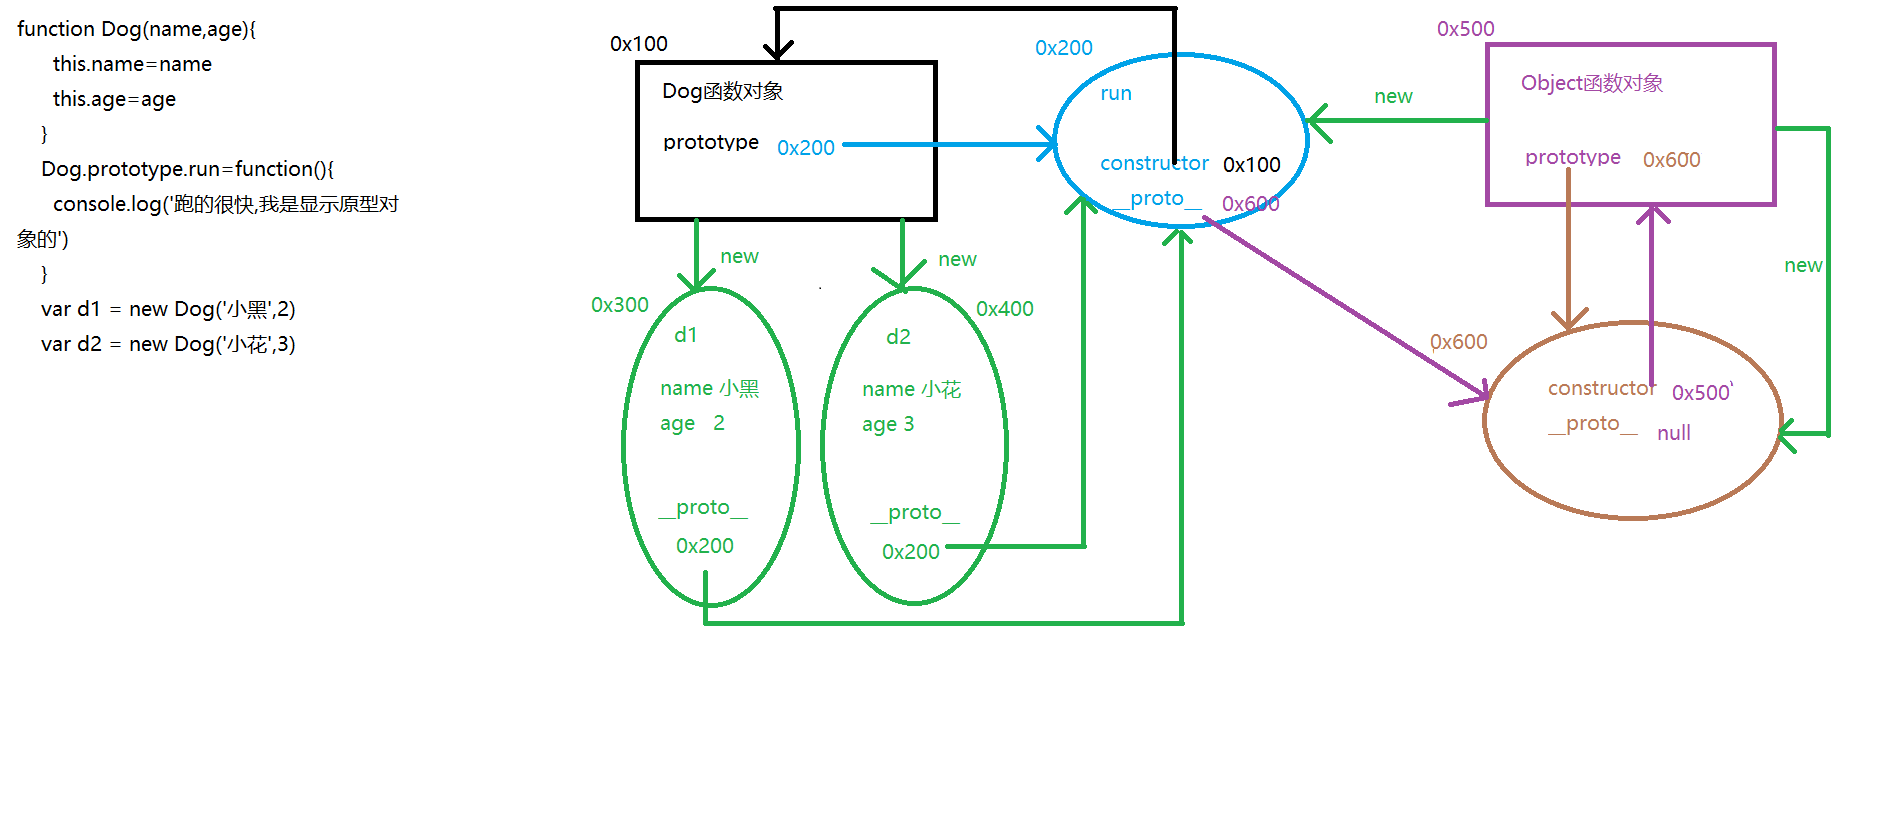 function Dog(name,age){
this.name=name
this.age=age
}
Dog.prototype.run=function(){
console.log('跑的很快,我是显示原型对
象的')
}
var d1 = new Dog('小黑',2)
var d2 = new Dog('小花',3)
0x100
Dog函数对象
prototype 0x200
0x200
run
constructor 0x100
__proto__ 0x600
0x500
Object函数对象
prototype 0x600
new
new
new
new
0x300
d1
name 小黑
age 2
__proto__
0x200
0x400
d2
name 小花
age 3
__proto__
0x200
0x600
constructor 0x500`
__proto__ null